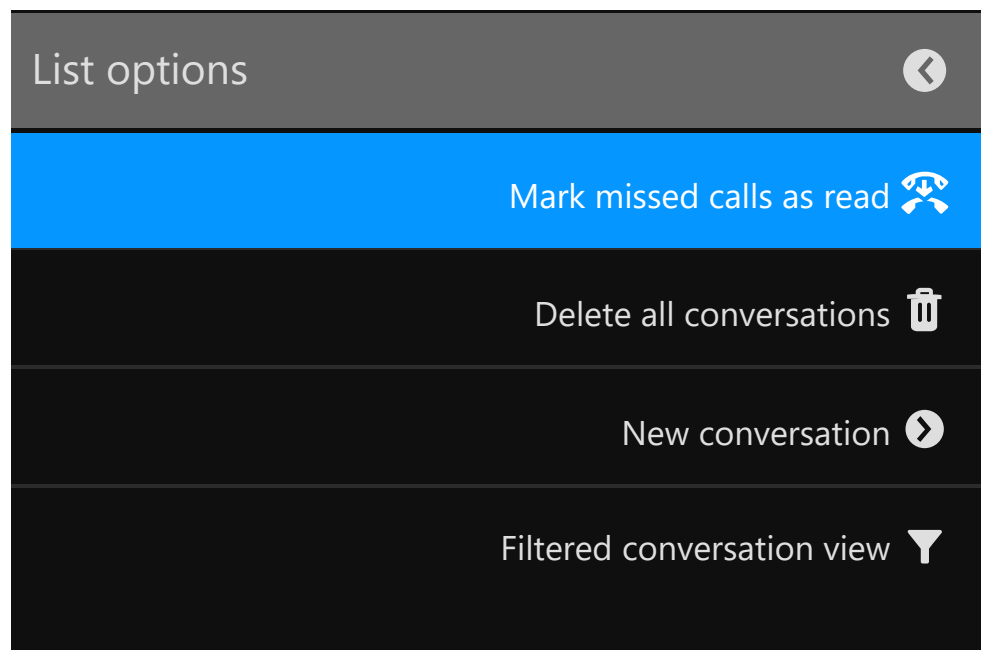 List options
Mark missed calls as read
Delete all conversations
New conversation
Filtered conversation view